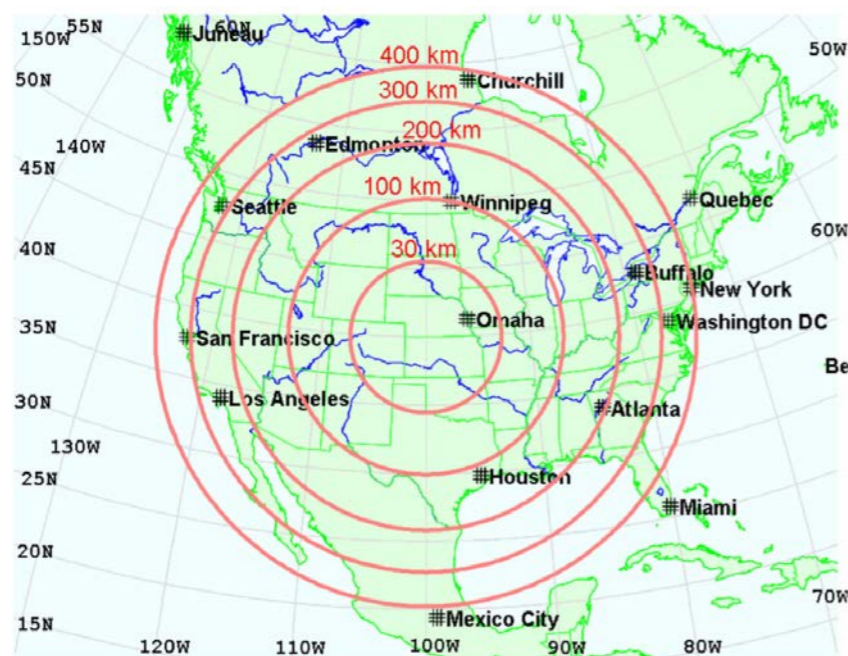 55N
60N
Juneau
150W
50W
400 km
Churchill
50N
300 km
200 km
Edmonton
140W
45N
100 km
Winnipeg
Quebec
Seattle
60W
40N
30 km
Buffalo
New York
35N
Omaha
Washington DC
San Francisco
Be
30N
Los Angeles
Atlanta
130W
25N
Houston
Miami
20N
70W
15N
Mexico City
120W
110W
100W
90W
80W